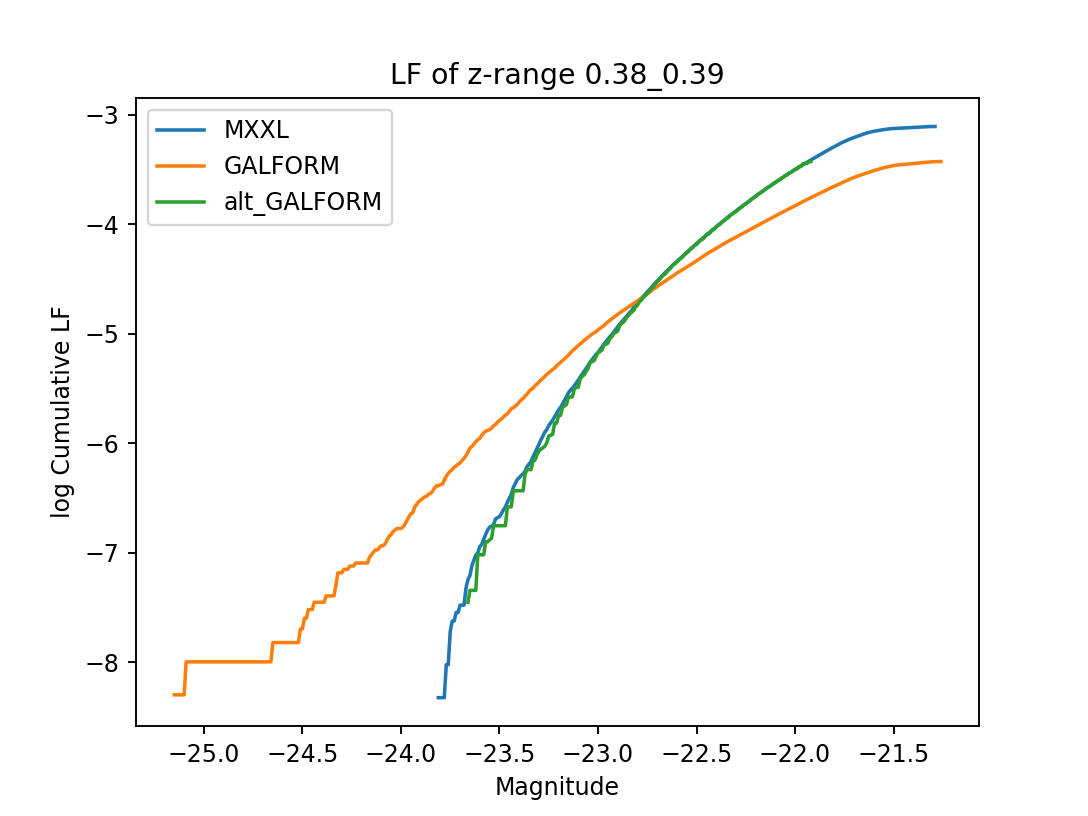 LF of z-range 0.38_0.39
MXXL
GALFORM
alt_GALFORM
−3
−4
−5
−6
−7
−8
log Cumulative LF
−25.0 −24.5 −24.0 −23.5 −23.0 −22.5 −22.0 −21.5
Magnitude